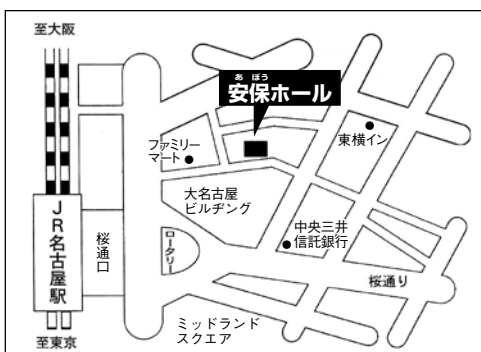 至大阪
あ ぼう
安保ホール
ファミリー
マート
東横イン
大名古屋
ビルヂング
中央三井
信託銀行
JR名古屋駅
桜通口
ロータリー
桜通り
ミッドランド
スクエア
至東京